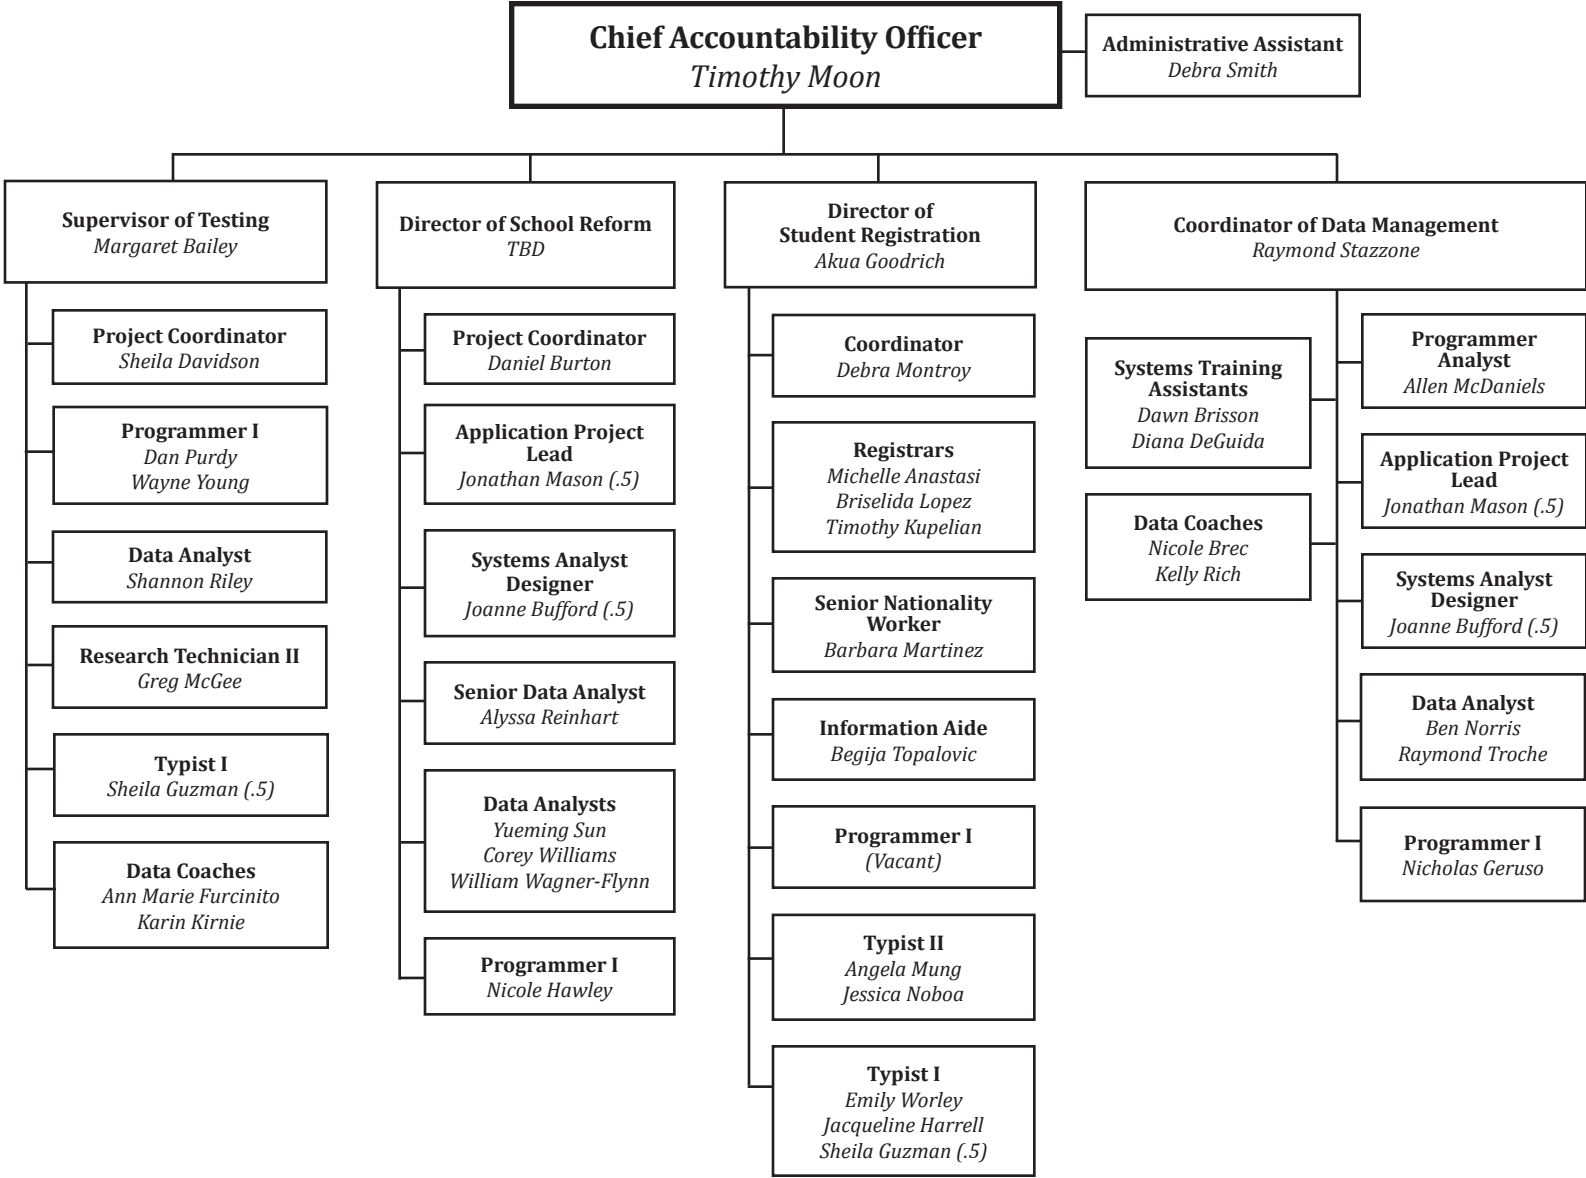 Chief Accountability Officer
Timothy Moon
Administrative Assistant
Debra Smith
Supervisor of Testing
Margaret Bailey
Project Coordinator
Sheila Davidson
Programmer I
Dan Purdy
Wayne Young
Data Analyst
Shannon Riley
Research Technician II
Greg McGee
Typist I
Sheila Guzman (.5)
Data Coaches
Ann Marie Furcinito
Karin Kirnie
Director of School Reform
TBD
Project Coordinator
Daniel Burton
Application Project
Lead
Jonathan Mason (.5)
Systems Analyst
Designer
Joanne Bufford (.5)
Senior Data Analyst
Alyssa Reinhart
Data Analysts
Yueming Sun
Corey Williams
William Wagner-Flynn
Programmer I
Nicole Hawley
Director of
Student Registration
Akua Goodrich
Coordinator
Debra Montroy
Registrars
Michelle Anastasi
Briselida Lopez
Timothy Kupelian
Senior Nationality
Worker
Barbara Martinez
Information Aide
Begija Topalovic
Programmer I
(Vacant)
Typist II
Angela Mung
Jessica Noboa
Typist I
Emily Worley
Jacqueline Harrell
Sheila Guzman (.5)
Coordinator of Data Management
Raymond Stazzone
Systems Training
Assistants
Dawn Brisson
Diana DeGuida
Data Coaches
Nicole Brec
Kelly Rich
Programmer
Analyst
Allen McDaniels
Application Project
Lead
Jonathan Mason (.5)
Systems Analyst
Designer
Joanne Bufford (.5)
Data Analyst
Ben Norris
Raymond Troche
Programmer I
Nicholas Geruso